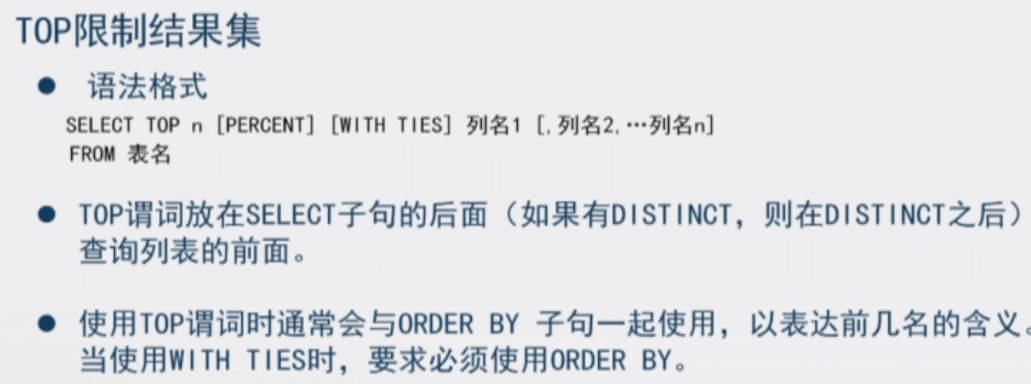 TOP限制结果集
● 语法格式
SELECT TOP n [PERCENT] [WITH TIES] 列名1 [,列名2,…列名n]
FROM 表名
● TOP谓词放在SELECT子句的后面（如果有DISTINCT，则在DISTINCT之后）
查询列表的前面。
● 使用TOP谓词时通常会与ORDER BY 子句一起使用，以表达前几名的含义。
当使用WITH TIES时，要求必须使用ORDER BY。